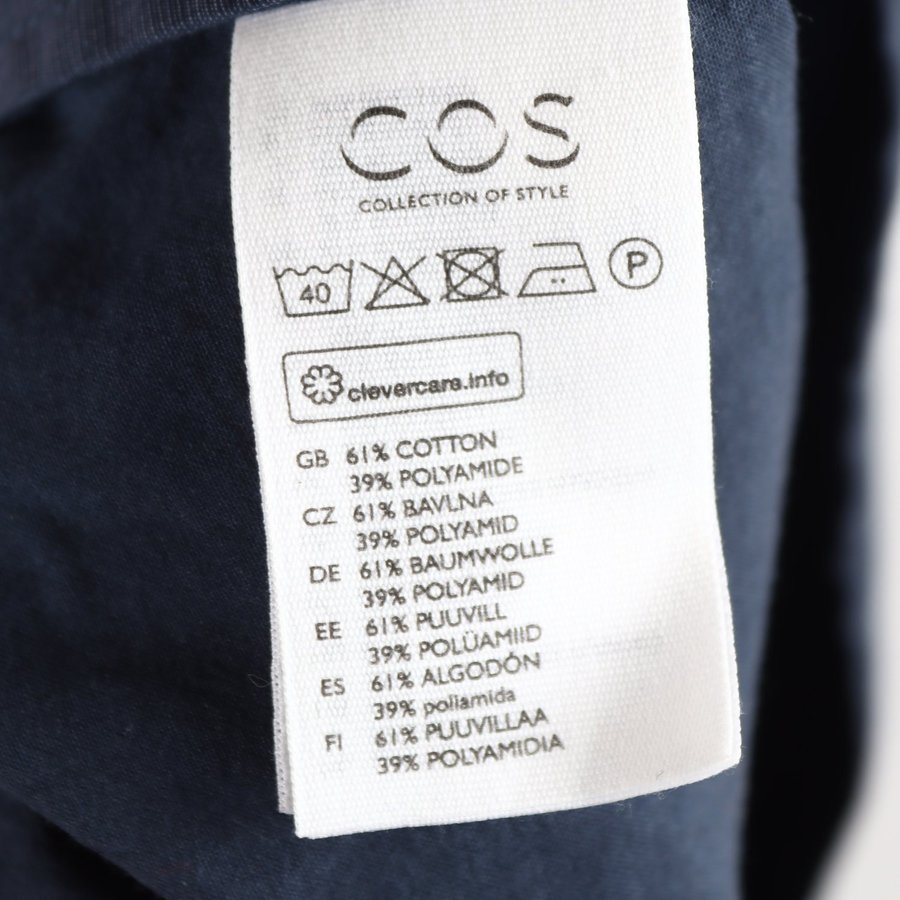 COS
COLLECTION OF STYLE
40 P
clevercare.info
GB 61% COTTON
39% POLYAMIDE
CZ 61% BAVLNA
39% POLYAMID
DE 61% BAUMWOLLE
39% POLYAMID
EE 61% PUUVILL
39% POLÜAMIID
ES 61% ALGODÓN
39% poliamida
FI 61% PUUVILLAA
39% POLYAMIDIA